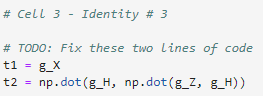 # Cell 3 - Identity # 3
# TODO: Fix these two lines of code
t1 = g_X
t2 = np.dot(g_H, np.dot(g_Z, g_H))